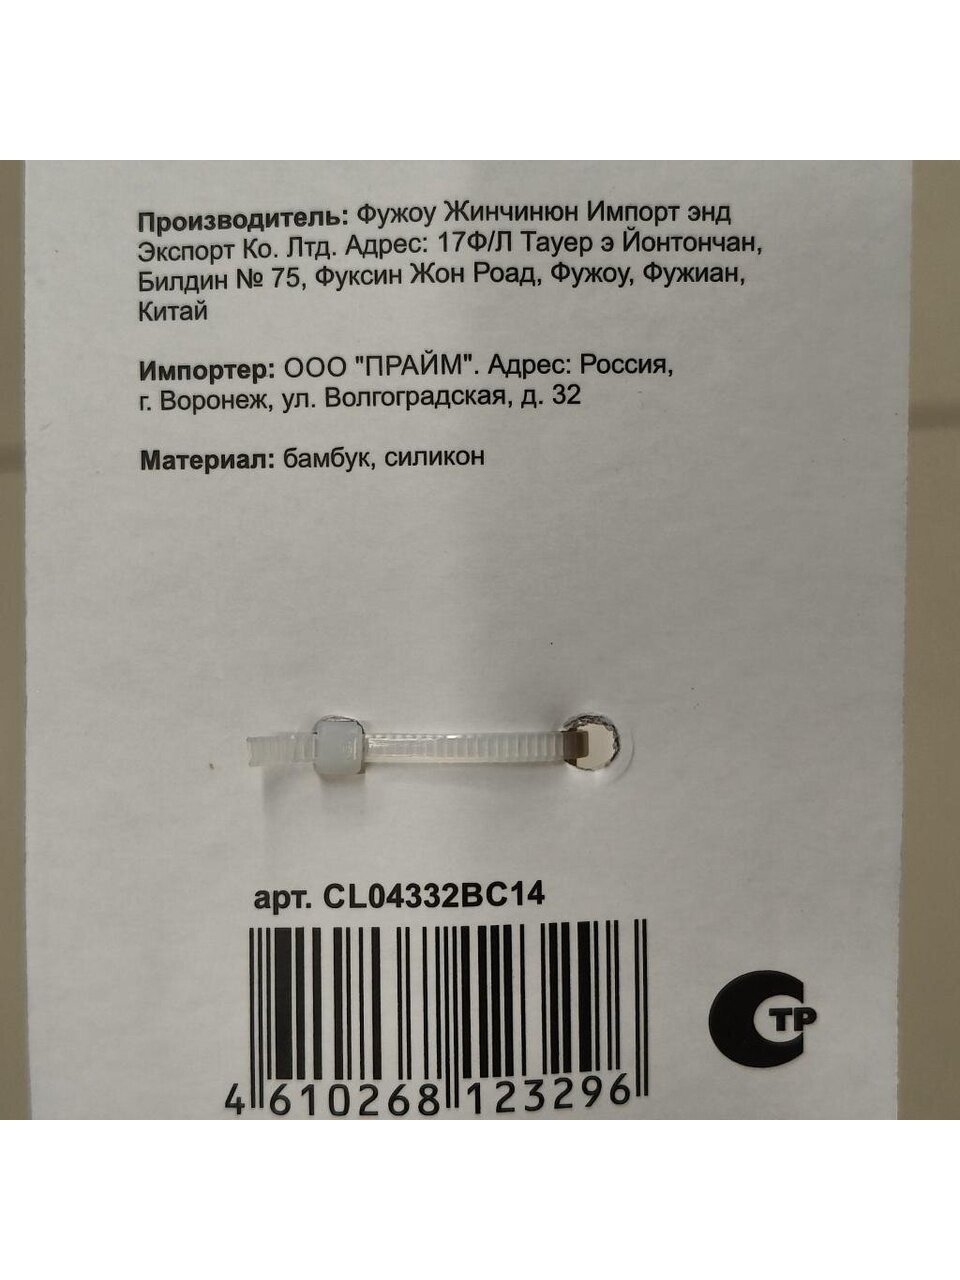 Производитель: Фужоу Жинчинюн Импорт энд
Экспорт Ко. Лтд. Адрес: 17Ф/Л Тауер э Йонтончан,
Билдин № 75, Фуксин Жон Роад, Фужоу, Фужиан,
Китай
Импортер: ООО "ПРАЙМ". Адрес: Россия,
г. Воронеж, ул. Волгоградская, д. 32
Материал: бамбук, силикон
арт. CL04332BC14
4 610268 123296
СТР